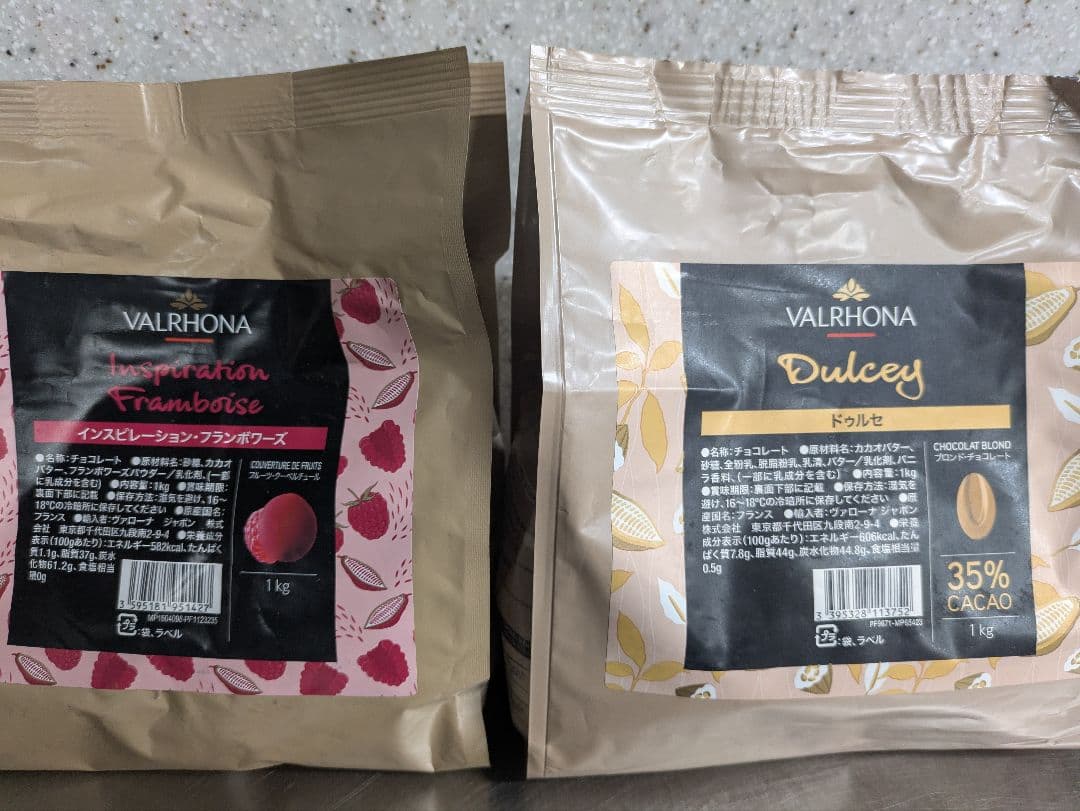 VALRHONA
Inspiration
Framboise
インスピレーション・フランボワーズ
●名称:チョコレート ●原材料名:砂糖、カカオ
バター、フランボワーズパウダー/乳化剤、(一部
に乳成分を含む) ●内容量:1kg ●賞味期限:
裏面下部に記載 ●保存方法:湿気を避け、16~
18℃の冷暗所に保存してください ●原産国名:
フランス ●輸入者:ヴァローナ ジャポン 株式
会社 東京都千代田区九段南2-9-4 ●栄養成分
表示(100gあたり):エネルギー582kcal、たんぱく
質1.1g、脂質37g、炭水
化物61.2g、食塩相当
量0g
COUVERTURE DE FRUITS
フルーツ・クーベルチュール
1kg
3 595181 951427
プラ:袋、ラベル
VALRHONA
Dulcey
ドゥルセ
●名称:チョコレート ●原材料名:カカオバター、
砂糖、全粉乳、脱脂粉乳、乳清、バター/乳化剤、バニ
ラ香料、(一部に乳成分を含む) ●内容量:1kg
●賞味期限:裏面下部に記載 ●保存方法:湿気を
避け、16~18℃の冷暗所に保存してください ●原
産国名:フランス ●輸入者:ヴァローナ ジャポン
株式会社 東京都千代田区九段南2-9-4 ●栄養
成分表示(100gあたり):エネルギー606kcal、たん
ぱく質7.8g、脂質44g、炭水化物44.8g、食塩相当量
0.5g
CHOCOLAT BLOND
ブロンド・チョコレート
35%
CACAO
1kg
3 395328 113752
プラ:袋、ラベル